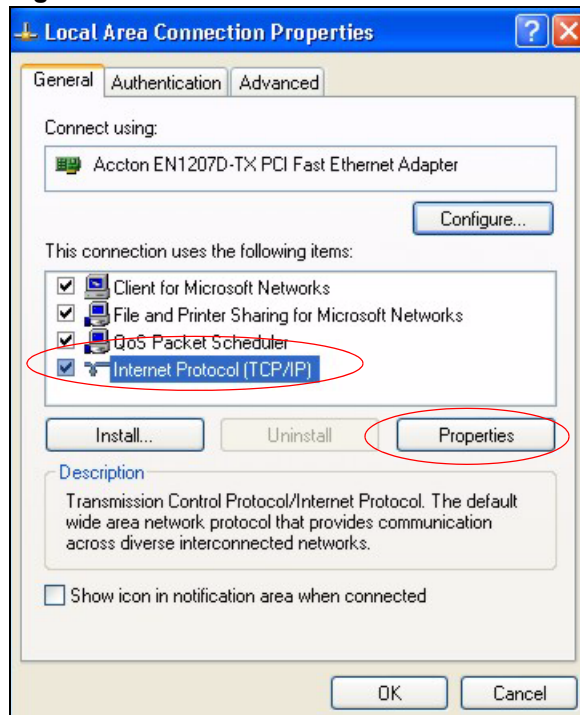 Local Area Connection Properties
General Authentication Advanced
Connect using:
Accton EN1207D-TX PCI Fast Ethernet Adapter
Configure...
This connection uses the following items:
Client for Microsoft Networks
File and Printer Sharing for Microsoft Networks
QoS Packet Scheduler
Internet Protocol (TCP/IP)
Install... Uninstall Properties
Description
Transmission Control Protocol/Internet Protocol. The default
wide area network protocol that provides communication
across diverse interconnected networks.
Show icon in notification area when connected
OK Cancel